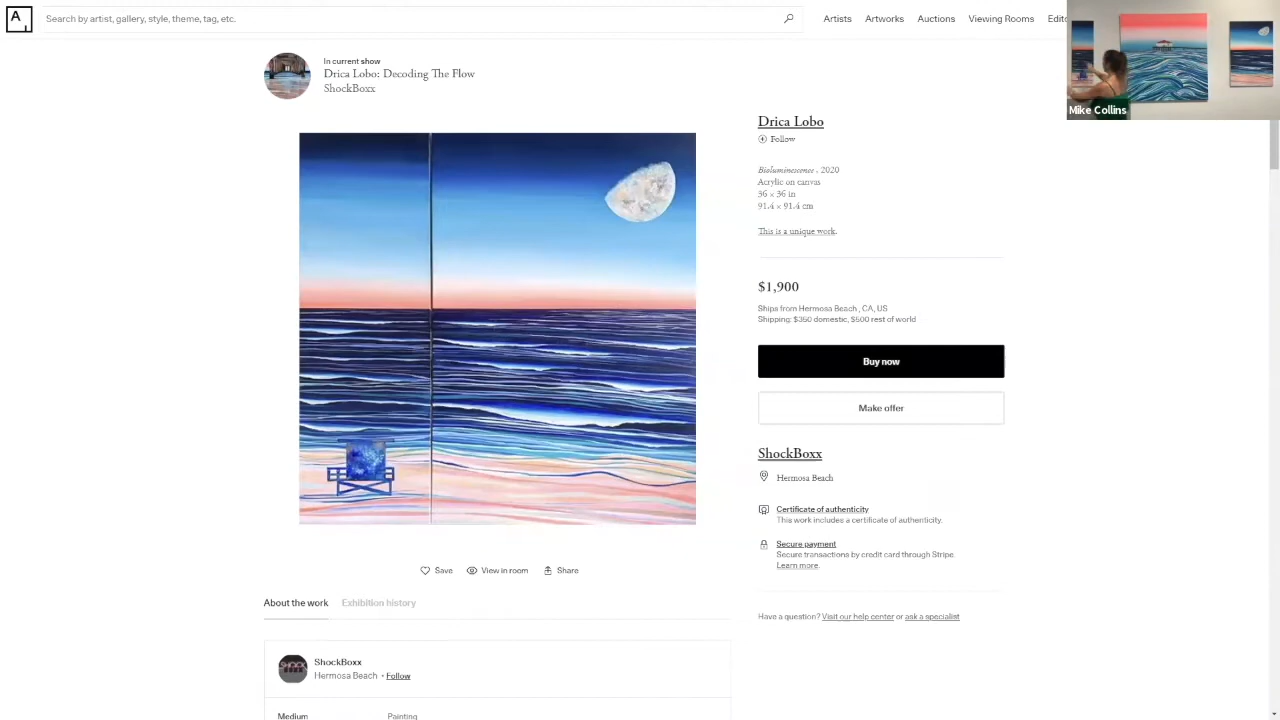 A
Search by artist, gallery, style, theme, tag, etc.
Artists
Artworks
Auctions
Viewing Rooms
Mike Collins
In current show
Drica Lobo: Decoding The Flow
ShockBoxx
Drica Lobo
Follow
Bioluminescence , 2020
Acrylic on canvas
36 × 36 in
91.4 × 91.4 cm
This is a unique work.
$1,900
Ships from Hermosa Beach , CA, US
Shipping: $350 domestic, $500 rest of world
Buy now
Make offer
ShockBoxx
Hermosa Beach
Certificate of authenticity
This work includes a certificate of authenticity.
Secure payment
Secure transactions by credit card through Stripe.
Learn more.
Have a question? Visit our help center or ask a specialist
Save
View in room
Share
About the work
Exhibition history
SHOCK
BOXX
ShockBoxx
Hermosa Beach • Follow
Medium
Painting